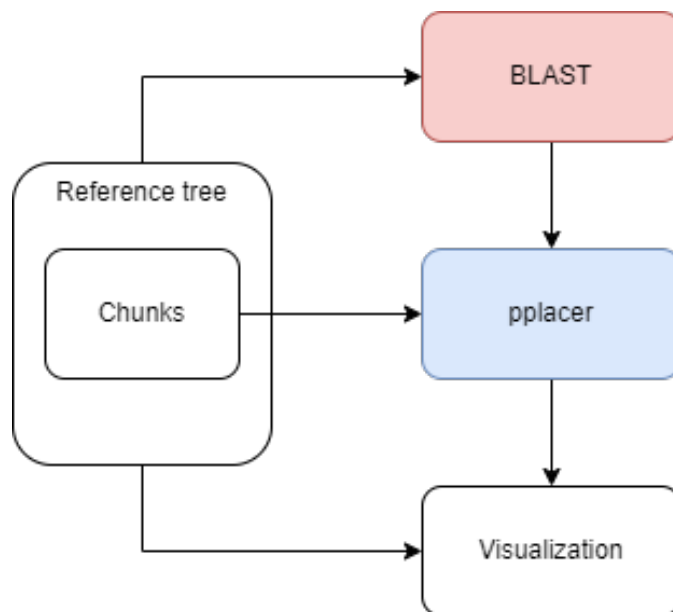 BLAST
Reference tree
Chunks
pplacer
Visualization